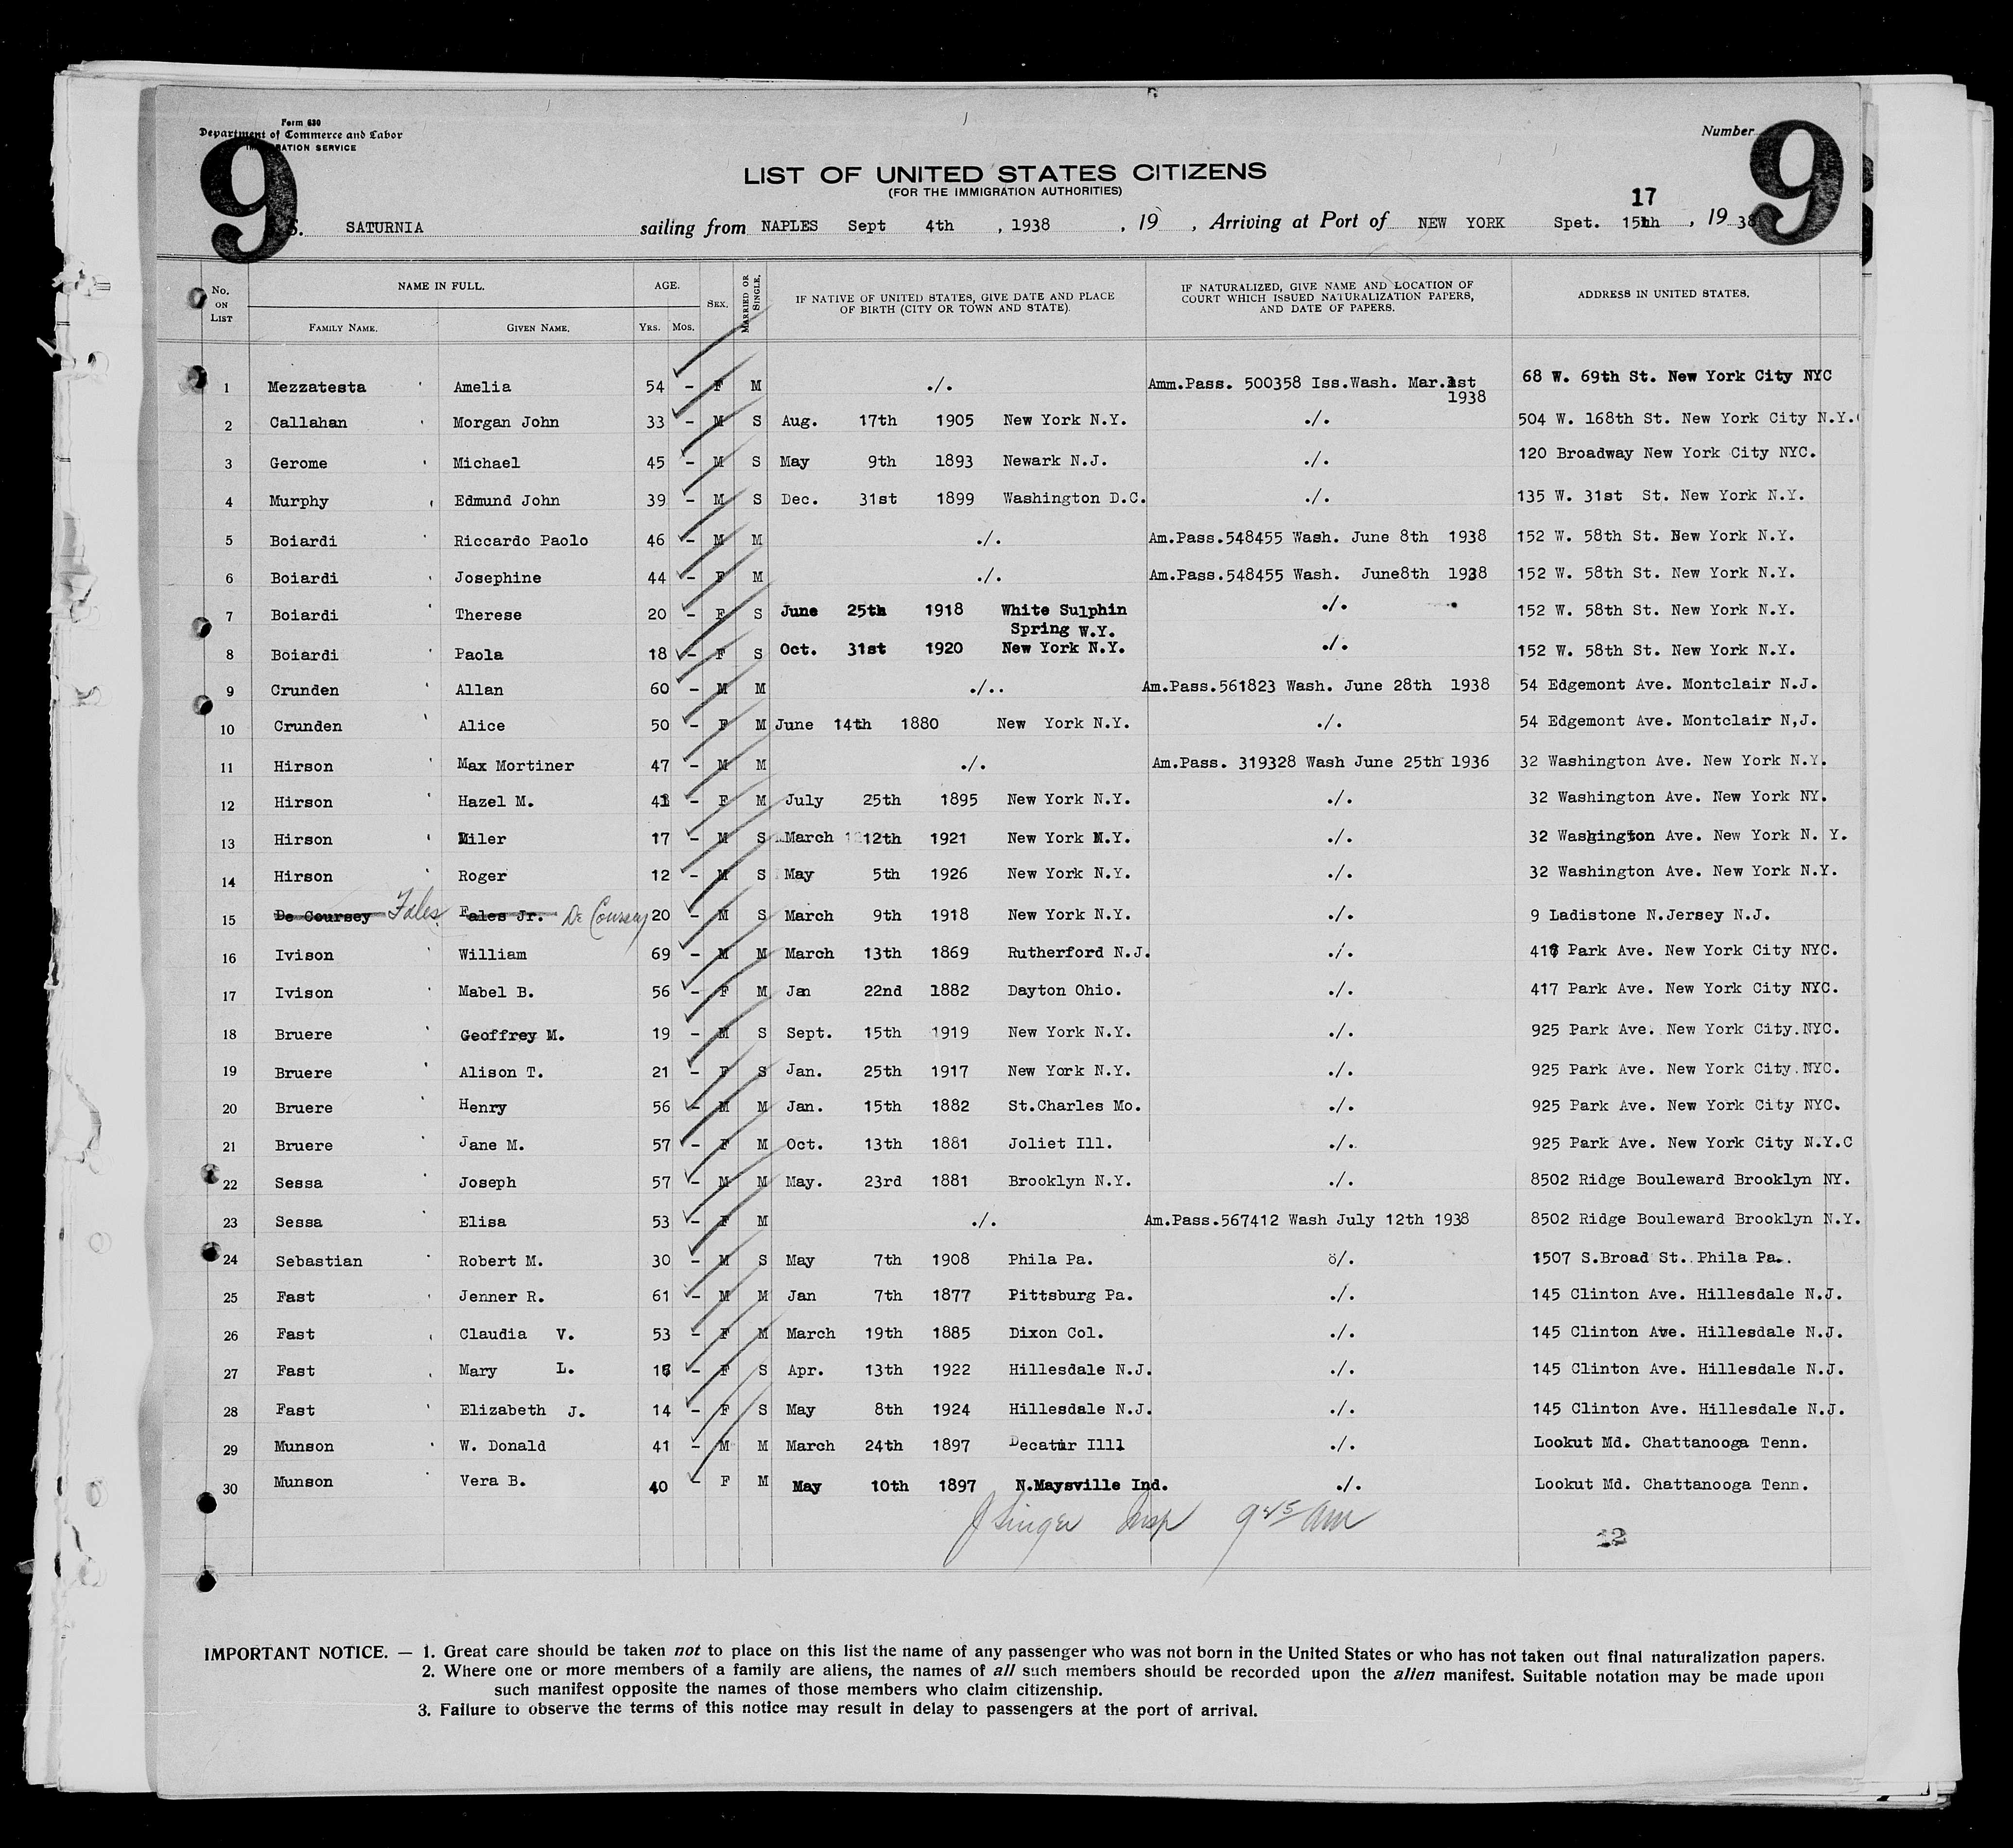 Form 630
Department of Commerce and Labor
IMMIGRATION SERVICE
Number
9 9
LIST OF UNITED STATES CITIZENS
(FOR THE IMMIGRATION AUTHORITIES)
17
S. SATURNIA sailing from NAPLES Sept 4th , 1938 , 19 , Arriving at Port of NEW YORK Spet. 15th , 19 38
No. ON LIST NAME IN FULL. AGE. SEX. MARRIED OR SINGLE. IF NATIVE OF UNITED STATES, GIVE DATE AND PLACE OF BIRTH (CITY OR TOWN AND STATE). IF NATURALIZED, GIVE NAME AND LOCATION OF COURT WHICH ISSUED NATURALIZATION PAPERS, AND DATE OF PAPERS. ADDRESS IN UNITED STATES.
FAMILY NAME. GIVEN NAME. YRS. MOS.
1 Mezzatesta Amelia 54 - F M ./. Amm.Pass. 500358 Iss.Wash. Mar.1st 1938 68 W. 69th St. New York City NYC
2 Callahan Morgan John 33 - M S Aug. 17th 1905 New York N.Y. ./. 504 W. 168th St. New York City N.Y.
3 Gerome Michael 45 - M S May 9th 1893 Newark N.J. ./. 120 Broadway New York City NYC.
4 Murphy Edmund John 39 - M S Dec. 31st 1899 Washington D.C. ./. 135 W. 31st St. New York N.Y.
5 Boiardi Riccardo Paolo 46 - M M ./. Am.Pass.548455 Wash. June 8th 1938 152 W. 58th St. New York N.Y.
6 Boiardi Josephine 44 - F M ./. Am.Pass.548455 Wash. June8th 1938 152 W. 58th St. New York N.Y.
7 Boiardi Therese 20 - F S June 25th 1918 White Sulphin Spring W.Y. ./. 152 W. 58th St. New York N.Y.
8 Boiardi Paola 18 - F S Oct. 31st 1920 New York N.Y. ./. 152 W. 58th St. New York N.Y.
9 Crunden Allan 60 - M M ./.. Am.Pass.561823 Wash. June 28th 1938 54 Edgemont Ave. Montclair N.J.
10 Crunden Alice 50 - F M June 14th 1880 New York N.Y. ./. 54 Edgemont Ave. Montclair N,J.
11 Hirson Max Mortiner 47 - M M ./. Am.Pass. 319328 Wash June 25th 1936 32 Washington Ave. New York N.Y.
12 Hirson Hazel M. - F M July 25th 1895 New York N.Y. ./. 32 Washington Ave. New York NY.
13 Hirson Miler 17 - M S March 12th 1921 New York N.Y. ./. 32 Washington Ave. New York N. Y.
14 Hirson Roger 12 - M S May 5th 1926 New York N.Y. ./. 32 Washington Ave. New York N.Y.
15 De Coursey Fales Fales Jr. De Coursey 20 - M S March 9th 1918 New York N.Y. ./. 9 Ladistone N.Jersey N.J.
16 Ivison William 69 - M M March 13th 1869 Rutherford N.J. ./. 417 Park Ave. New York City NYC.
17 Ivison Mabel B. 56 - F M Jan 22nd 1882 Dayton Ohio. ./. 417 Park Ave. New York City NYC.
18 Bruere Geoffrey M. 19 - M S Sept. 15th 1919 New York N.Y. ./. 925 Park Ave. New York City.NYC.
19 Bruere Alison T. 21 - F S Jan. 25th 1917 New York N.Y. ./. 925 Park Ave. New York City.NYC.
20 Bruere Henry 56 - M M Jan. 15th 1882 St.Charles Mo. ./. 925 Park Ave. New York City NYC.
21 Bruere Jane M. 57 - F M Oct. 13th 1881 Joliet Ill. ./. 925 Park Ave. New York City N.Y.C
22 Sessa Joseph 57 - M M May. 23rd 1881 Brooklyn N.Y. ./. 8502 Ridge Bouleward Brooklyn NY.
23 Sessa Elisa 53 - F M ./. Am.Pass.567412 Wash July 12th 1938 8502 Ridge Bouleward Brooklyn N.Y.
24 Sebastian Robert M. 30 - M S May 7th 1908 Phila Pa. ö/. 1507 S.Broad St. Phila Pa..
25 Fast Jenner R. 61 - M M Jan 7th 1877 Pittsburg Pa. ./. 145 Clinton Ave. Hillesdale N.J.
26 Fast Claudia V. 53 - F M March 19th 1885 Dixon Col. ./. 145 Clinton Ave. Hillesdale N.J.
27 Fast Mary L. - F S Apr. 13th 1922 Hillesdale N.J. ./. 145 Clinton Ave. Hillesdale N.J.
28 Fast Elizabeth J. 14 - F S May 8th 1924 Hillesdale N.J. ./. 145 Clinton Ave. Hillesdale N.J.
29 Munson W. Donald 41 - M M March 24th 1897 Decatur Illl ./. Lookut Md. Chattanooga Tenn.
30 Munson Vera B. 40 - F M May 10th 1897 N.Maysville Ind. ./. Lookut Md. Chattanooga Tenn.
J Singer Insp 9 45 am
12
IMPORTANT NOTICE. — 1. Great care should be taken not to place on this list the name of any passenger who was not born in the United States or who has not taken out final naturalization papers.
2. Where one or more members of a family are aliens, the names of all such members should be recorded upon the alien manifest. Suitable notation may be made upon
such manifest opposite the names of those members who claim citizenship.
3. Failure to observe the terms of this notice may result in delay to passengers at the port of arrival.